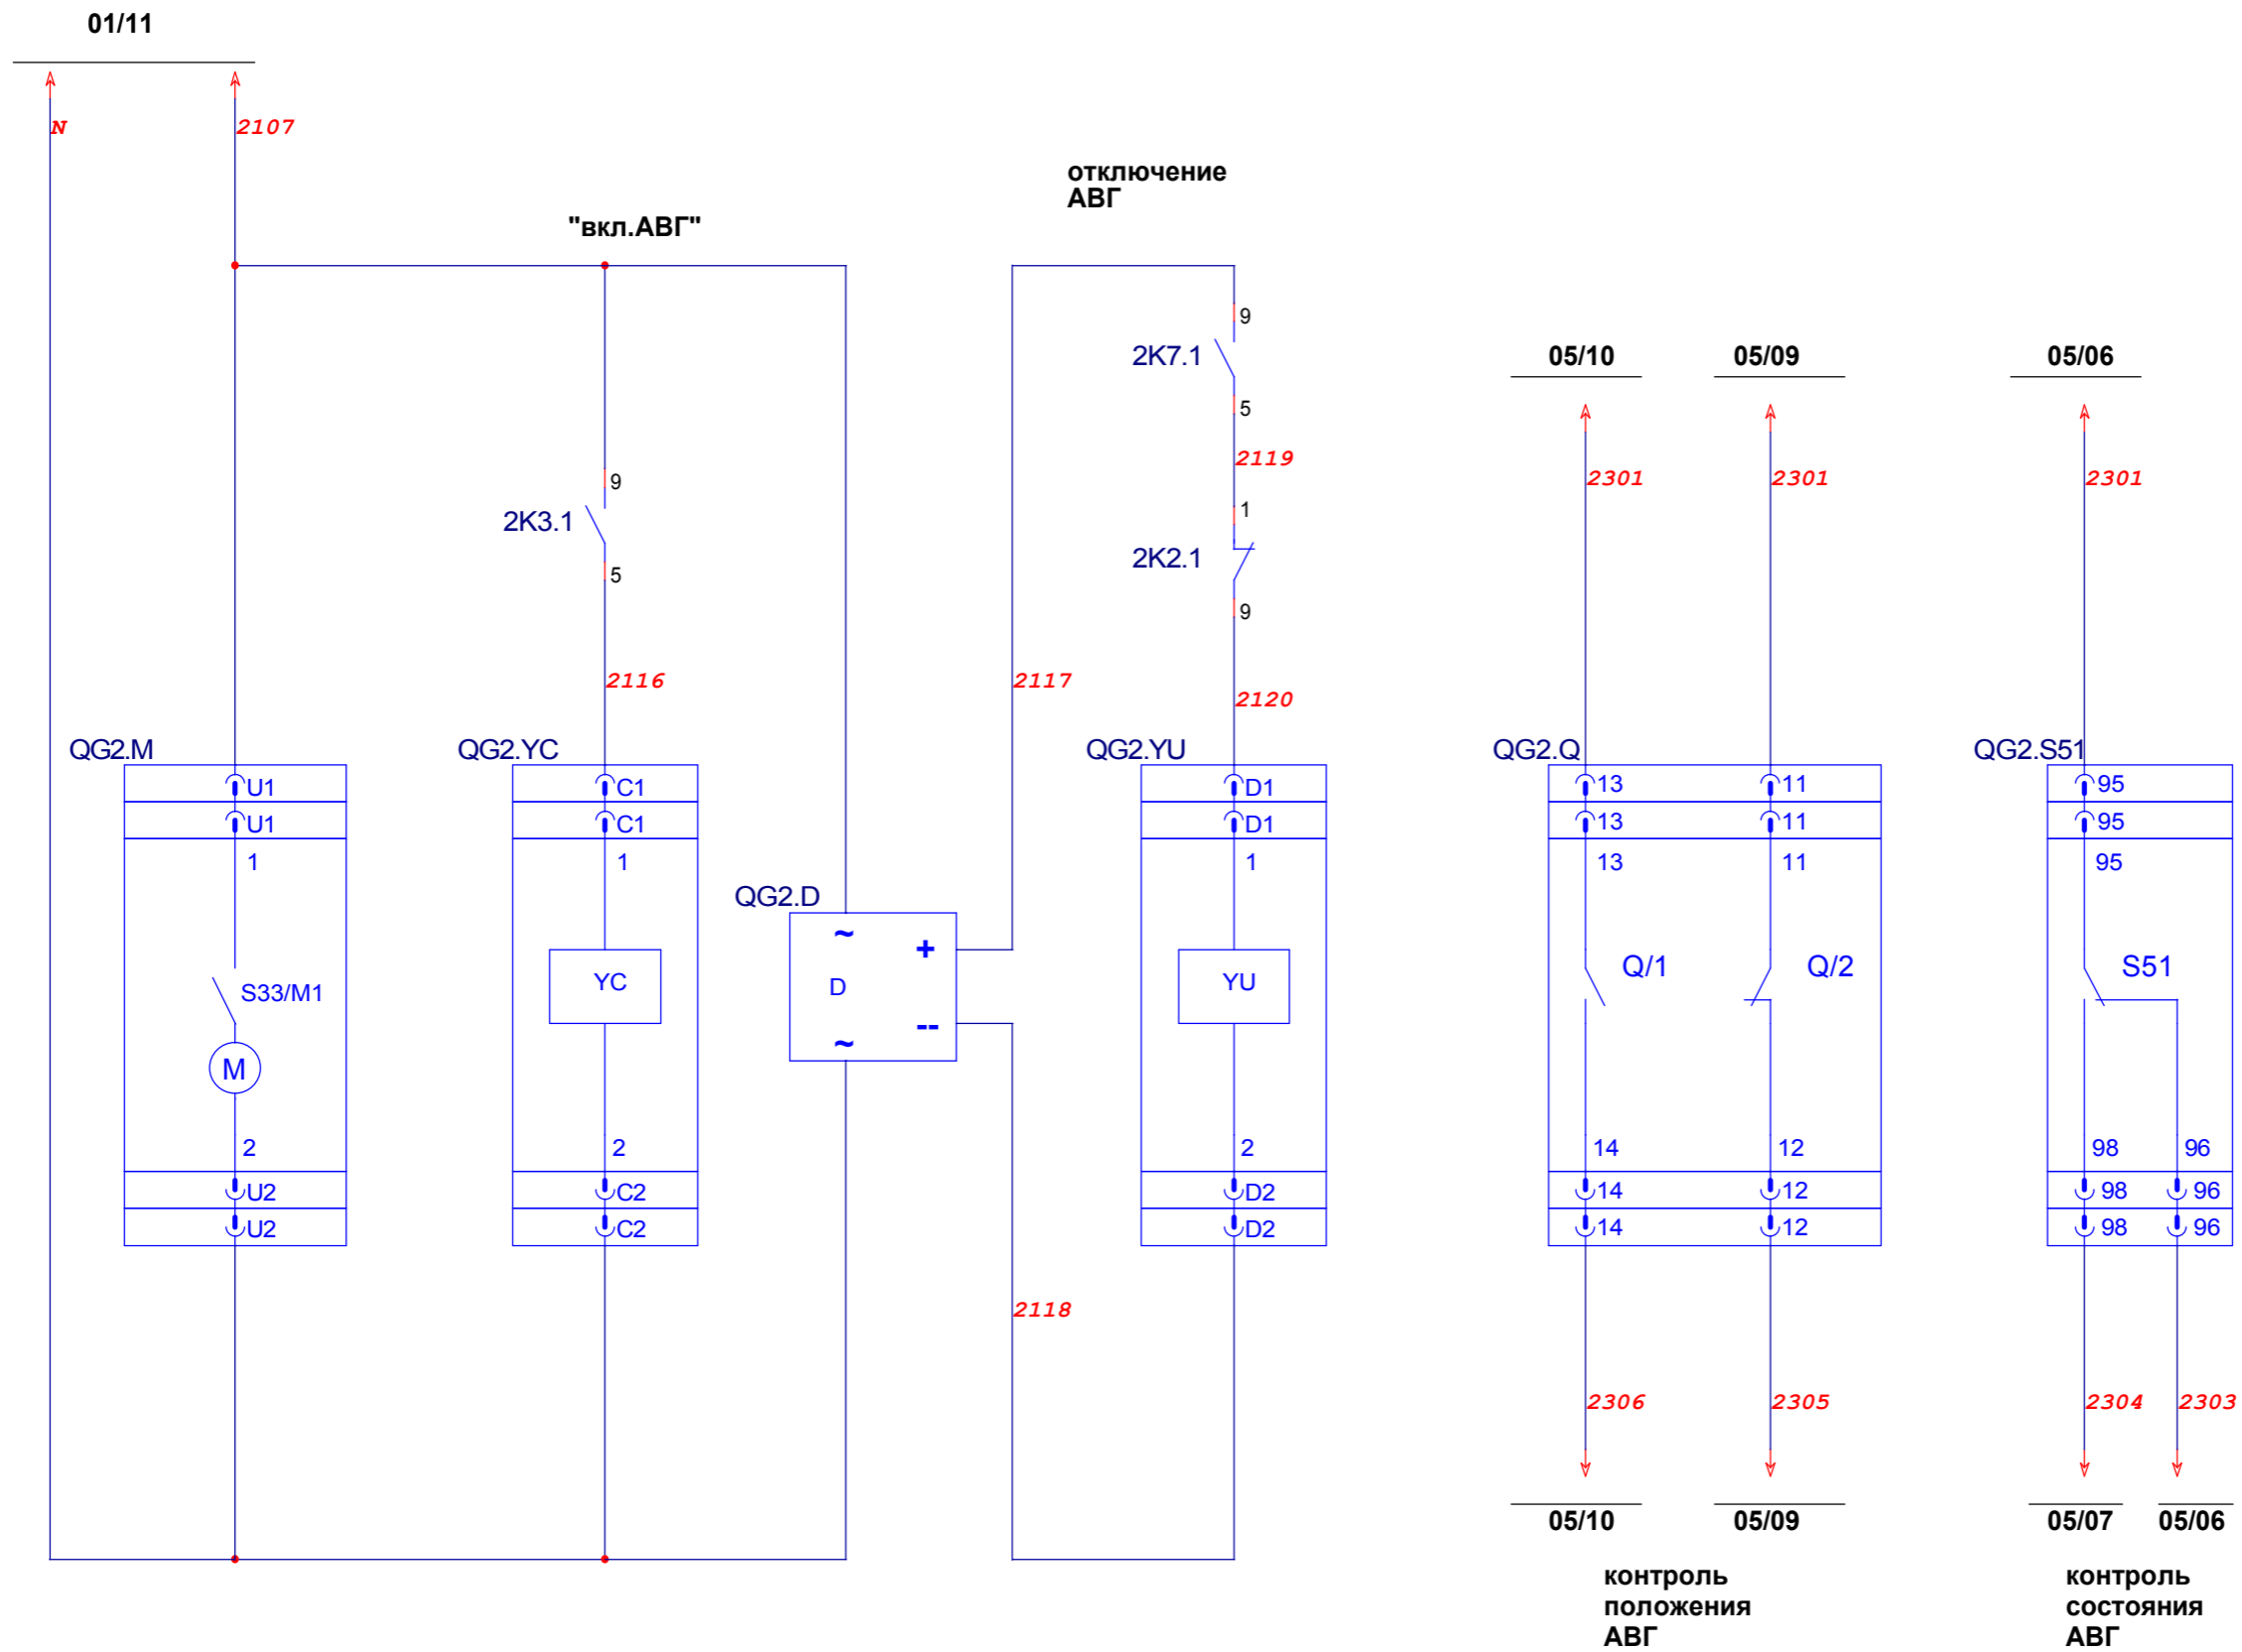 01/11
N
2107
"вкл.АВГ"
отключение
АВГ
9
2K7.1
5
2119
1
2K2.1
9
2120
9
2K3.1
5
2116
2117
2118
05/10
05/09
05/06
2301
2301
2301
QG2.M
U1
U1
1
S33/M1
M
2
U2
U2
QG2.YC
C1
C1
1
YC
2
C2
C2
QG2.D
~
+
D
--
~
QG2.YU
D1
D1
1
YU
2
D2
D2
QG2.Q
13
11
13
11
13
11
Q/1
Q/2
14
12
14
12
14
12
QG2.S51
95
95
95
S51
98
96
98
96
98
96
2306
2305
2304
2303
05/10
05/09
05/07
05/06
контроль
положения
АВГ
контроль
состояния
АВГ